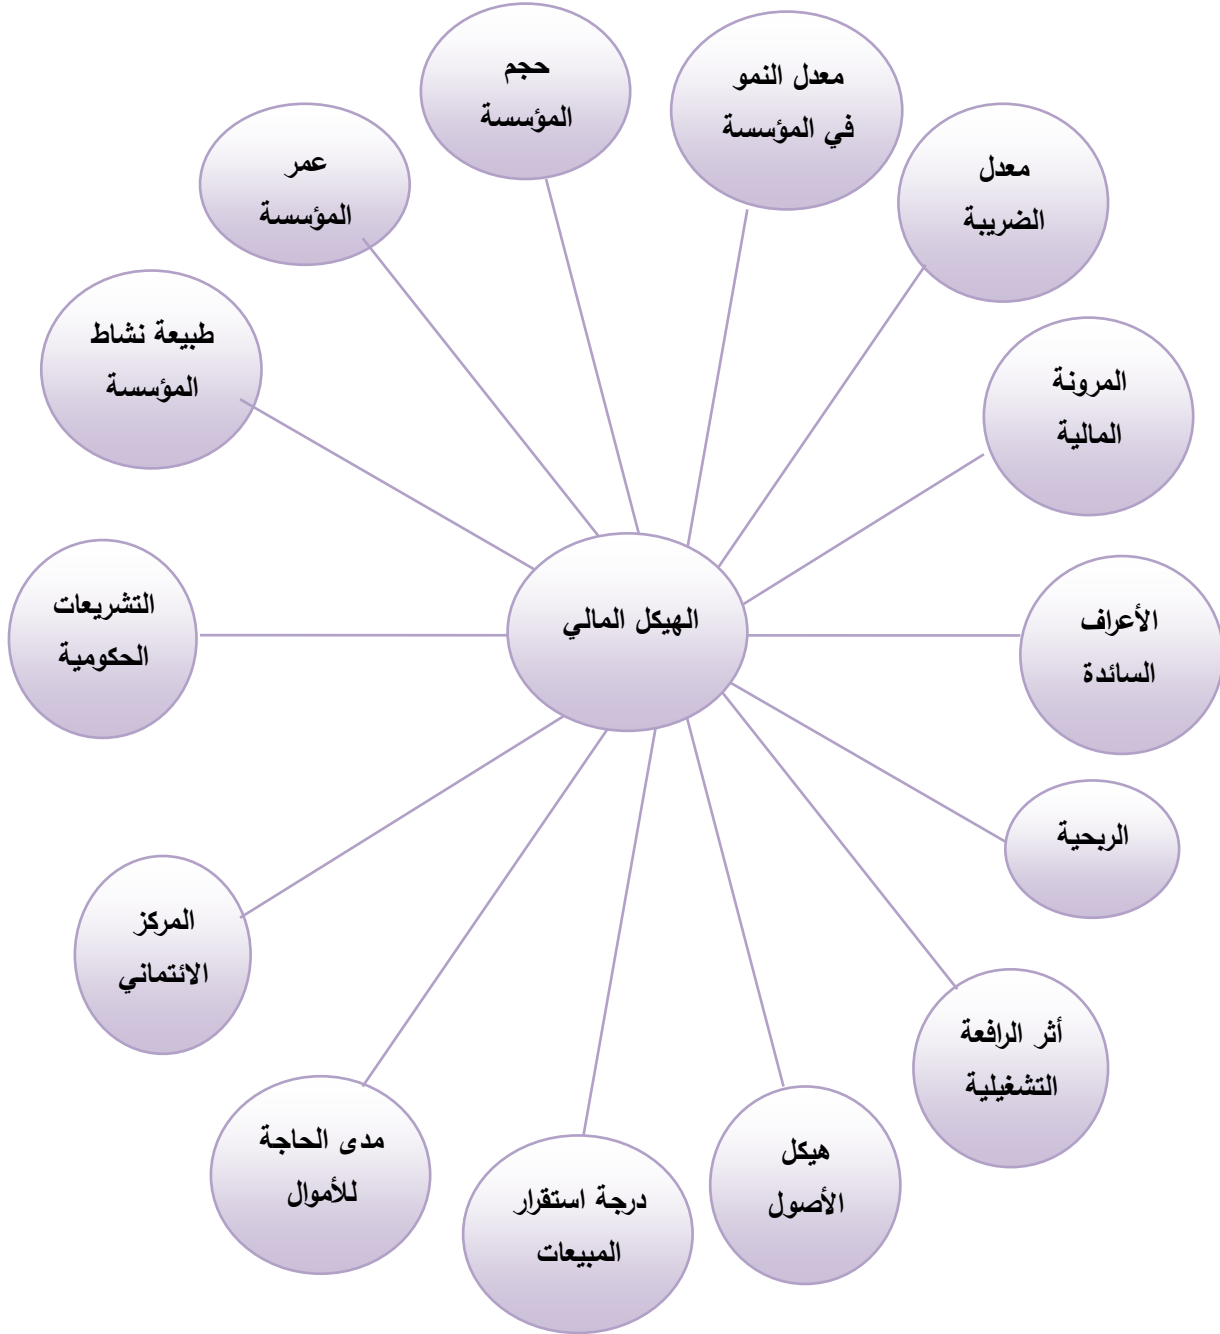 حجم
المؤسسة
معدل النمو
في المؤسسة
معدل
الضريبة
المرونة
المالية
الأعراف
السائدة
الربحية
أثر الرافعة
التشغيلية
هيكل
الأصول
درجة استقرار
المبيعات
مدى الحاجة
للأموال
المركز
الائتماني
التشريعات
الحكومية
طبيعة نشاط
المؤسسة
عمر
المؤسسة
الهيكل المالي